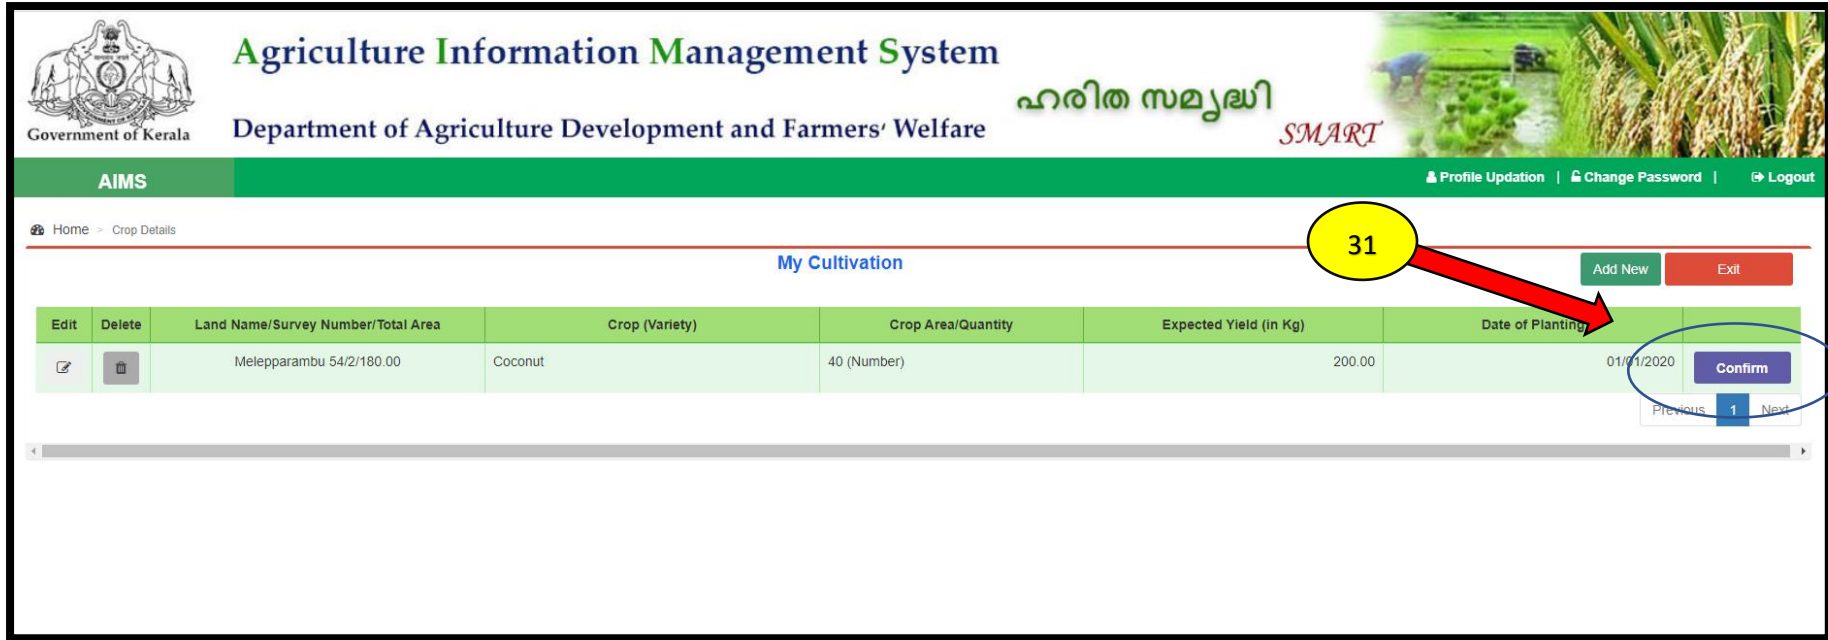 Agriculture Information Management System
ഹരിത സമൃദ്ധി
Government of Kerala
Department of Agriculture Development and Farmers' Welfare
SMART
AIMS
Profile Updation | Change Password | Logout
Home > Crop Details
31
My Cultivation
Add New Exit
Edit Delete Land Name/Survey Number/Total Area Crop (Variety) Crop Area/Quantity Expected Yield (in Kg) Date of Planting
Melepparambu 54/2/180.00 Coconut 40 (Number) 200.00 01/01/2020 Confirm
Previous 1 Next